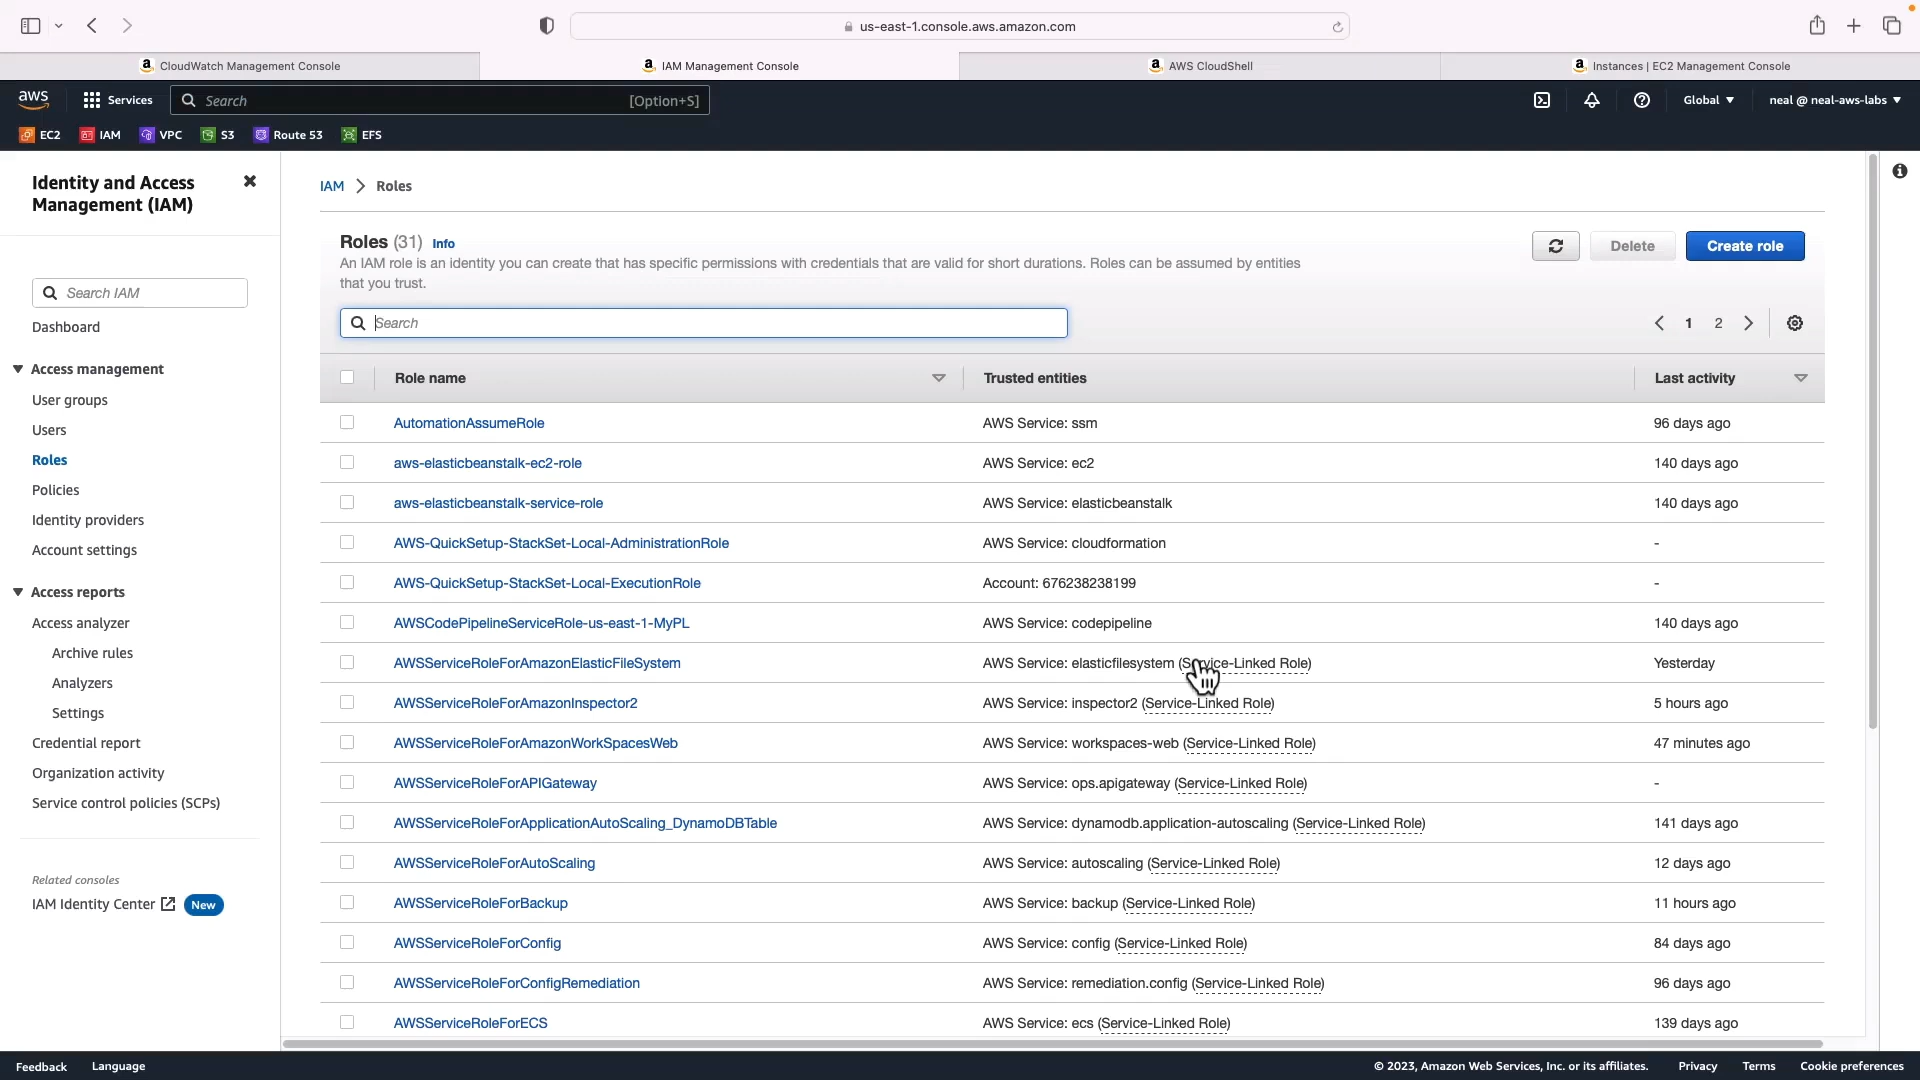 us-east-1.console.aws.amazon.com
CloudWatch Management Console
IAM Management Console
AWS CloudShell
Instances | EC2 Management Console
aws
Services
Search
[Option+S]
Global
neal @ neal-aws-labs
EC2
IAM
VPC
S3
Route 53
EFS
Identity and Access
Management (IAM)
Search IAM
Dashboard
Access management
User groups
Users
Roles
Policies
Identity providers
Account settings
Access reports
Access analyzer
Archive rules
Analyzers
Settings
Credential report
Organization activity
Service control policies (SCPs)
Related consoles
IAM Identity Center New
IAM > Roles
Roles (31) Info
An IAM role is an identity you can create that has specific permissions with credentials that are valid for short durations. Roles can be assumed by entities
that you trust.
Delete
Create role
Search
1 2
Role name Trusted entities Last activity
AutomationAssumeRole AWS Service: ssm 96 days ago
aws-elasticbeanstalk-ec2-role AWS Service: ec2 140 days ago
aws-elasticbeanstalk-service-role AWS Service: elasticbeanstalk 140 days ago
AWS-QuickSetup-StackSet-Local-AdministrationRole AWS Service: cloudformation -
AWS-QuickSetup-StackSet-Local-ExecutionRole Account: 676238238199 -
AWSCodePipelineServiceRole-us-east-1-MyPL AWS Service: codepipeline 140 days ago
AWSServiceRoleForAmazonElasticFileSystem AWS Service: elasticfilesystem (Service-Linked Role) Yesterday
AWSServiceRoleForAmazonInspector2 AWS Service: inspector2 (Service-Linked Role) 5 hours ago
AWSServiceRoleForAmazonWorkSpacesWeb AWS Service: workspaces-web (Service-Linked Role) 47 minutes ago
AWSServiceRoleForAPIGateway AWS Service: ops.apigateway (Service-Linked Role) -
AWSServiceRoleForApplicationAutoScaling_DynamoDBTable AWS Service: dynamodb.application-autoscaling (Service-Linked Role) 141 days ago
AWSServiceRoleForAutoScaling AWS Service: autoscaling (Service-Linked Role) 12 days ago
AWSServiceRoleForBackup AWS Service: backup (Service-Linked Role) 11 hours ago
AWSServiceRoleForConfig AWS Service: config (Service-Linked Role) 84 days ago
AWSServiceRoleForConfigRemediation AWS Service: remediation.config (Service-Linked Role) 96 days ago
AWSServiceRoleForECS AWS Service: ecs (Service-Linked Role) 139 days ago
Feedback Language © 2023, Amazon Web Services, Inc. or its affiliates. Privacy Terms Cookie preferences